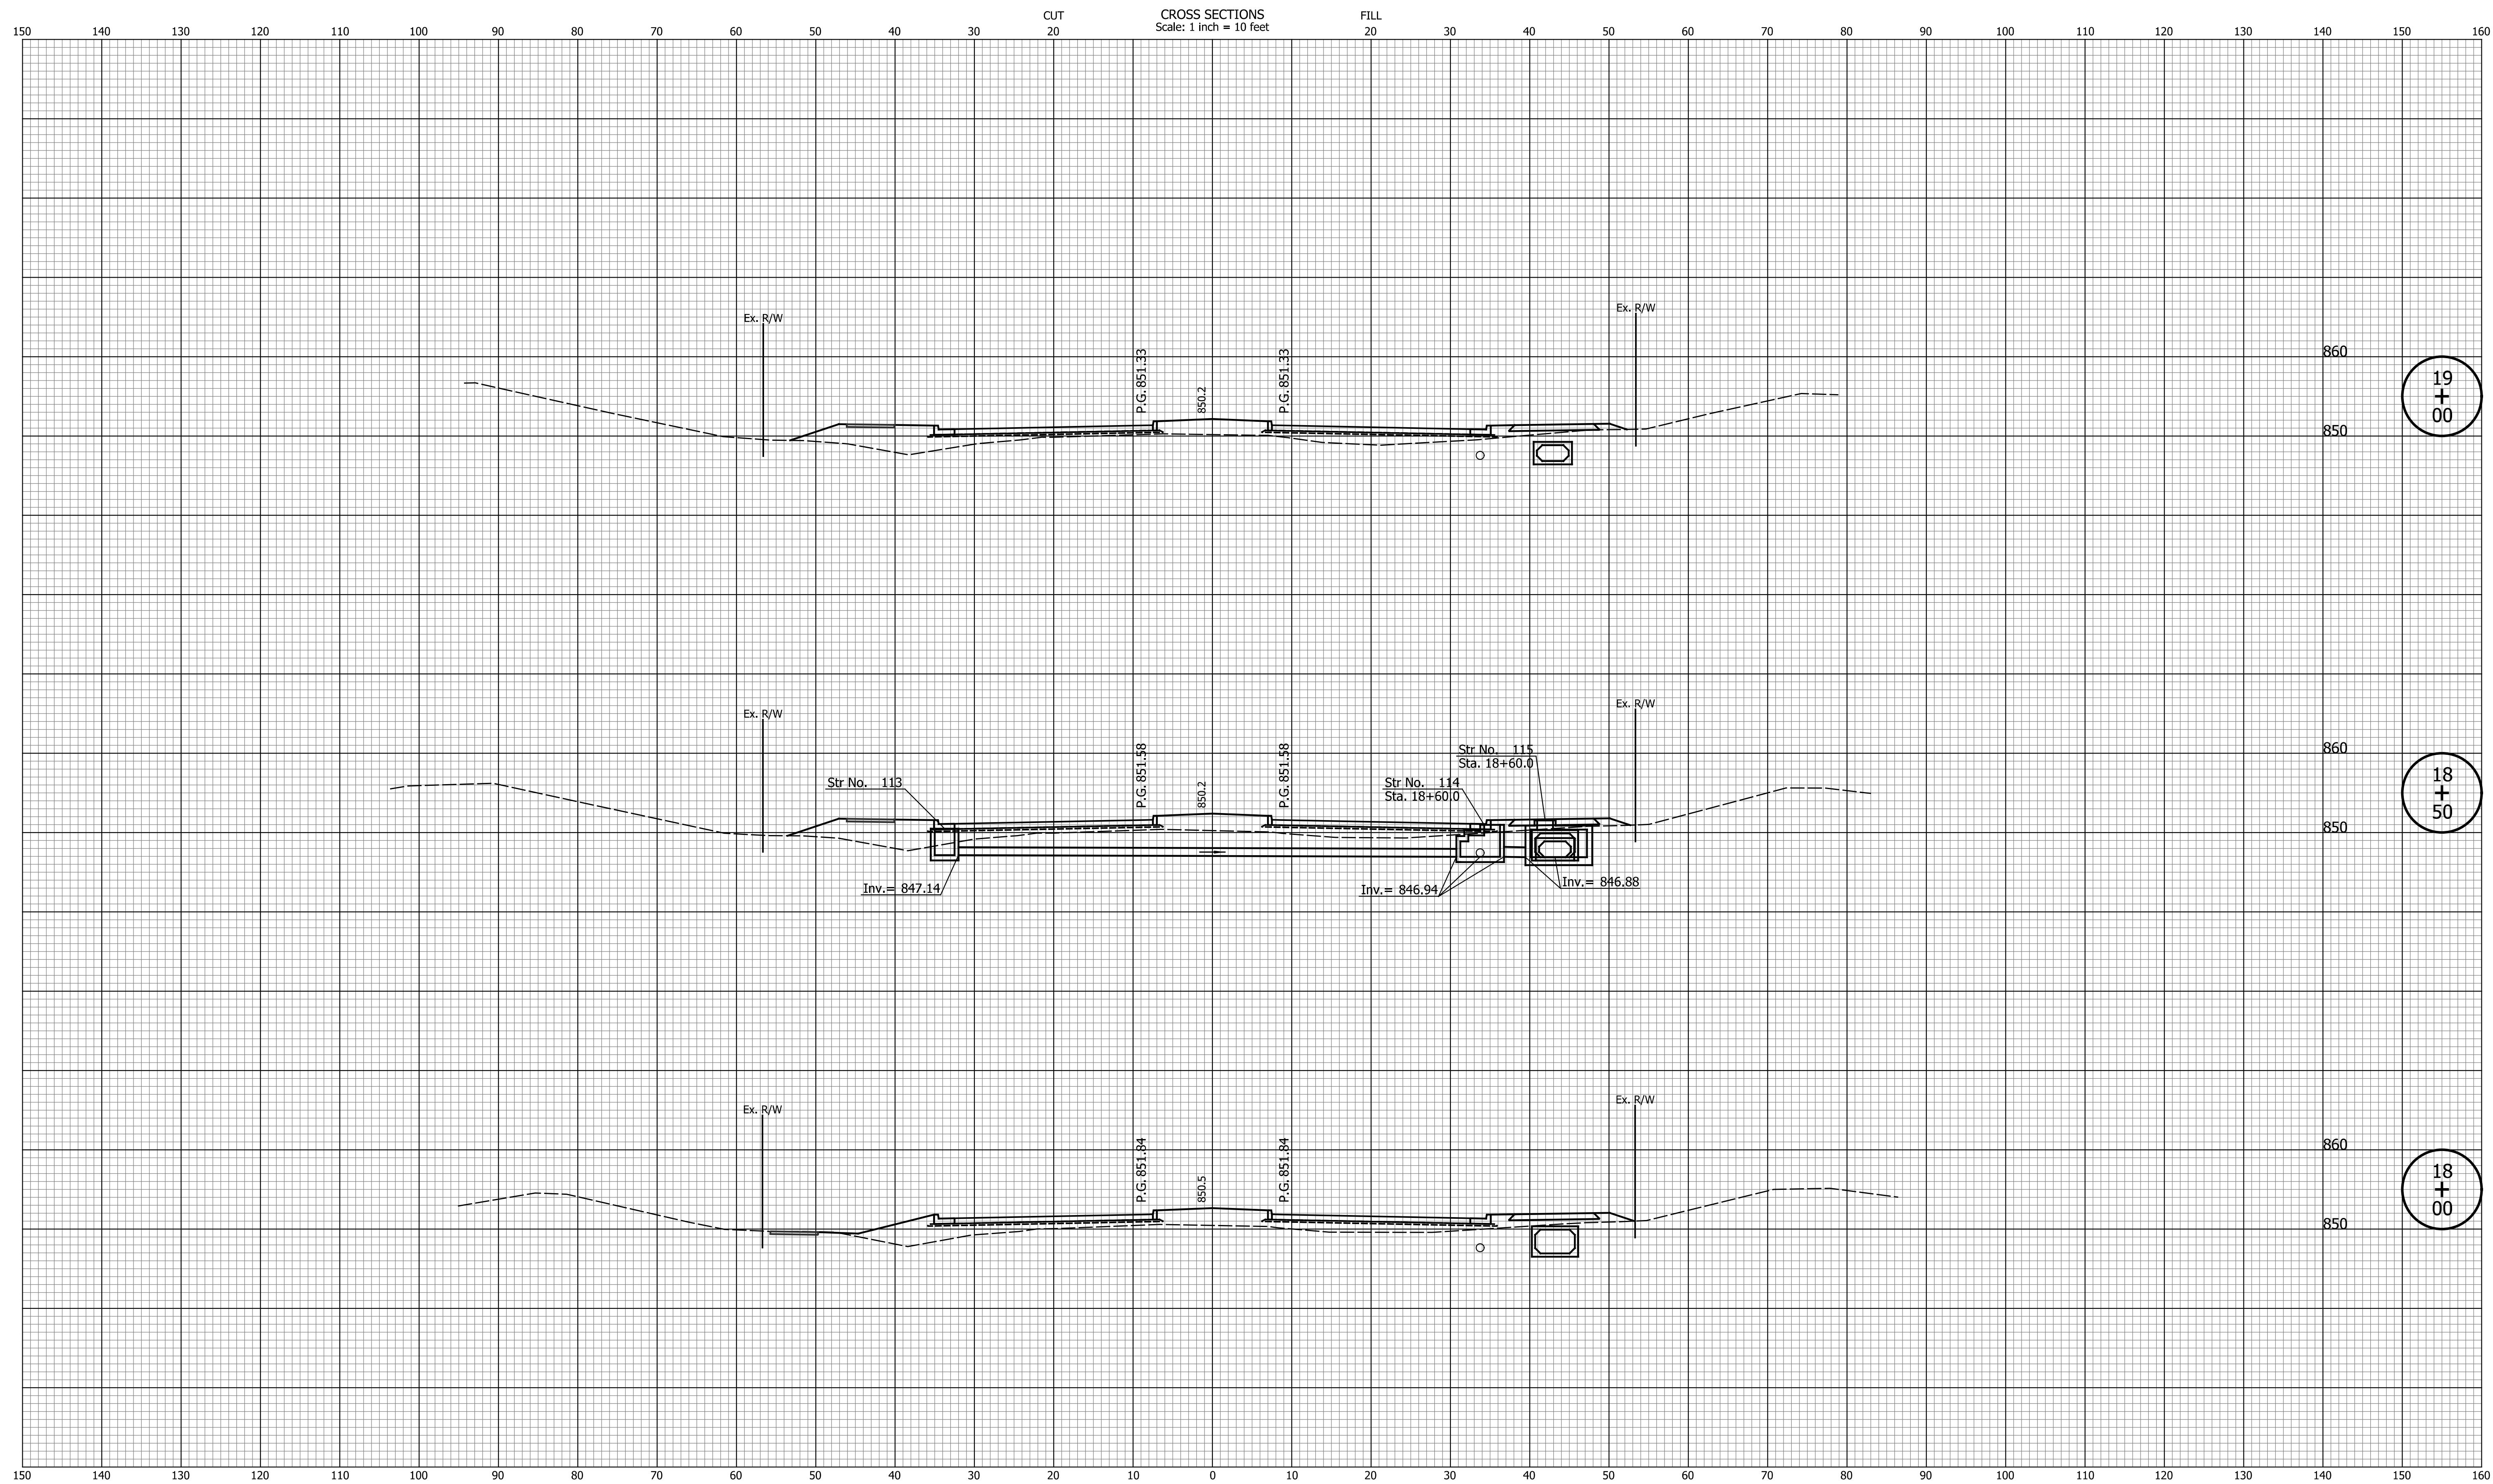 CUT CROSS SECTIONS FILL
Scale: 1 inch = 10 feet
150 140 130 120 110 100 90 80 70 60 50 40 30 20 20 30 40 50 60 70 80 90 100 110 120 130 140 150 160
Ex. R/W
Ex. R/W
P.G. 851.33
850.2
P.G. 851.33
860
850
19
+
00
Ex. R/W
Ex. R/W
P.G. 851.58
850.2
P.G. 851.58
Str No. 115
Sta. 18+60.0
Str No. 113
Str No. 114
Sta. 18+60.0
860
850
18
+
50
Inv.= 847.14
Inv.= 846.94
Inv.= 846.88
Ex. R/W
Ex. R/W
P.G. 851.84
850.5
P.G. 851.84
860
850
18
+
00
150 140 130 120 110 100 90 80 70 60 50 40 30 20 10 0 10 20 30 40 50 60 70 80 90 100 110 120 130 140 150 160